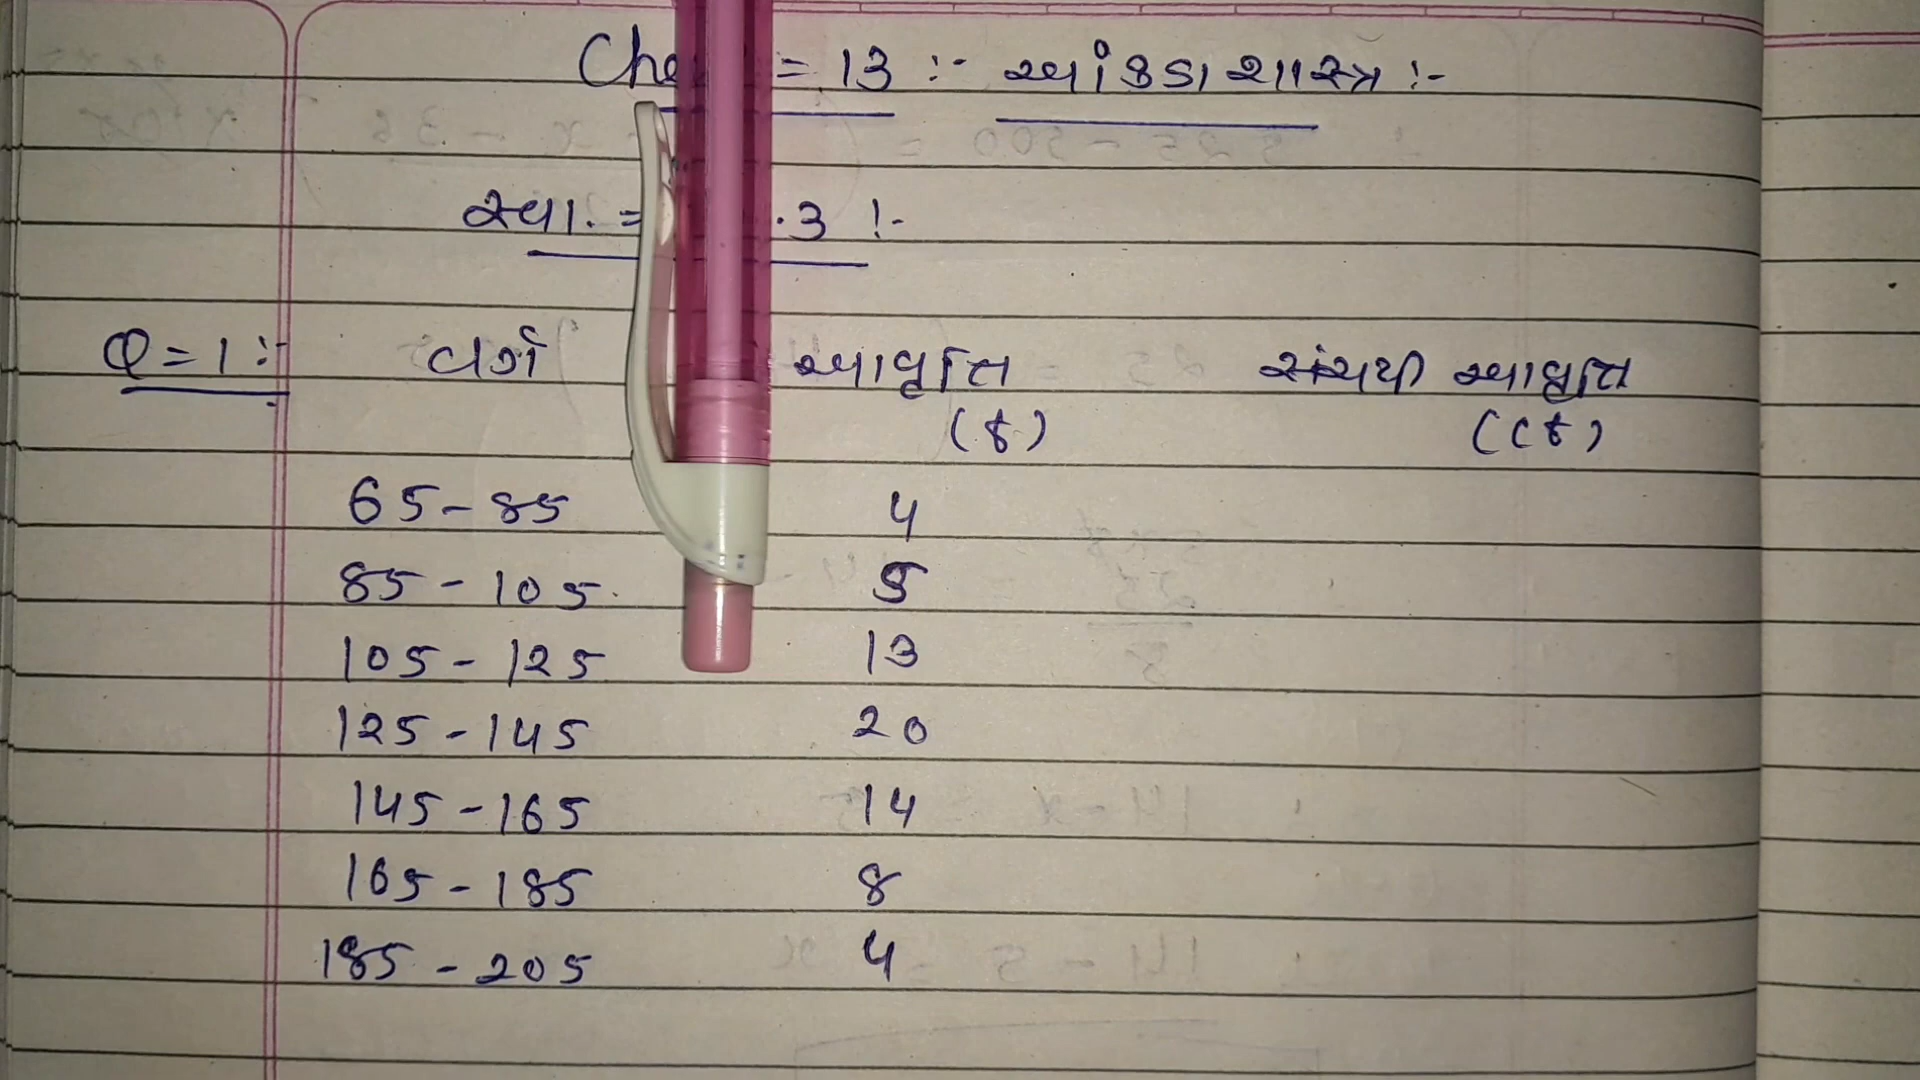 = 13 :- આંકડાશાસ્ત્ર :-
સ્વા. = .3 :-
Q = 1 :- વર્ગ આવૃત્તિ સંચયી આવૃત્તિ
(f) (cf)
65 - 85 4
85 - 105 5
105 - 125 13
125 - 145 20
145 - 165 14
165 - 185 8
185 - 205 4